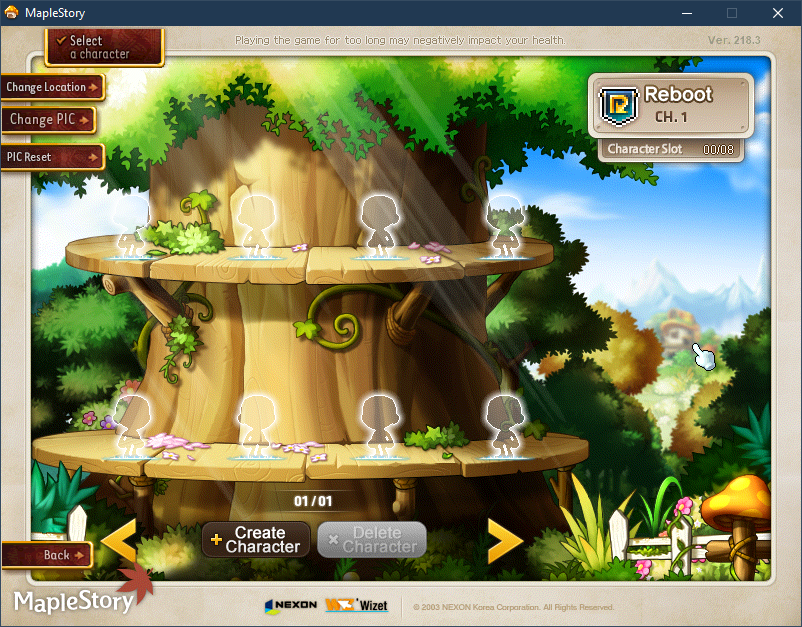 MapleStory
Select
a character
Playing the game for too long may negatively impact your health.
Ver. 218.3
Change Location
Change PIC
PIC Reset
Reboot
CH. 1
Character Slot 00/08
01 / 01
Create
Character
Delete
Character
Back
MapleStory
NEXON Wizet © 2003 NEXON Korea Corporation. All Rights Reserved.